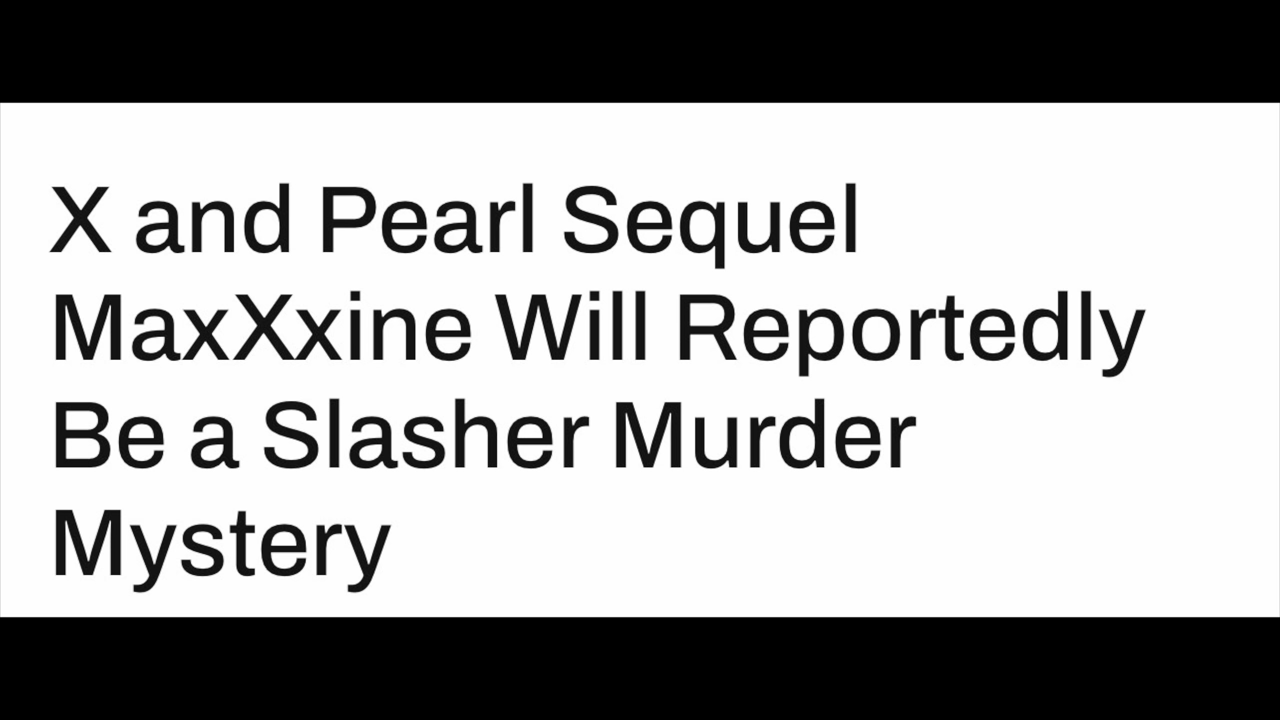 X and Pearl Sequel
MaxXxine Will Reportedly
Be a Slasher Murder
Mystery